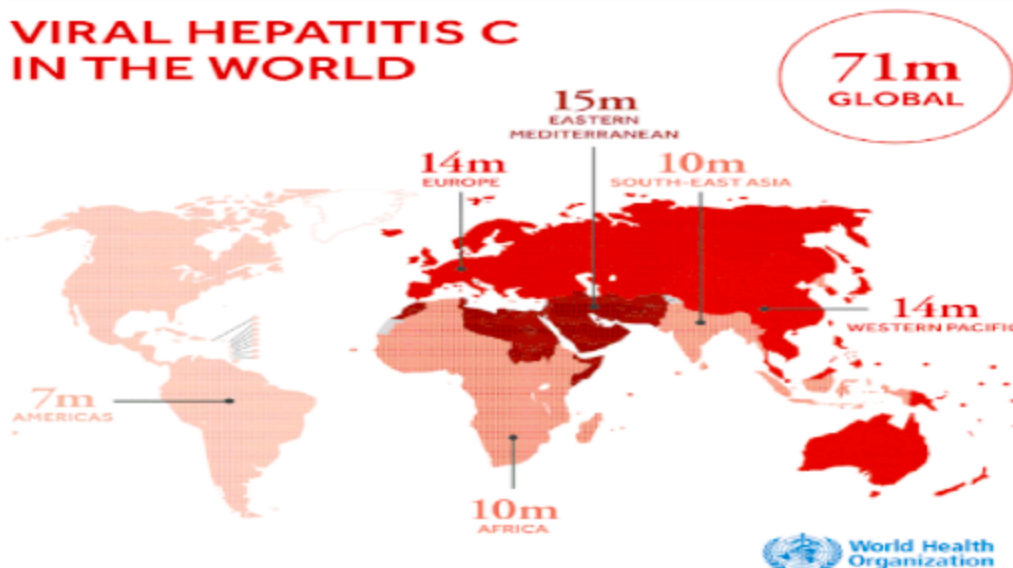 VIRAL HEPATITIS C
IN THE WORLD
71m
GLOBAL
15m
EASTERN
MEDITERRANEAN
14m
EUROPE
10m
SOUTH-EAST ASIA
14m
WESTERN PACIFIC
7m
AMERICAS
10m
AFRICA
World Health
Organization